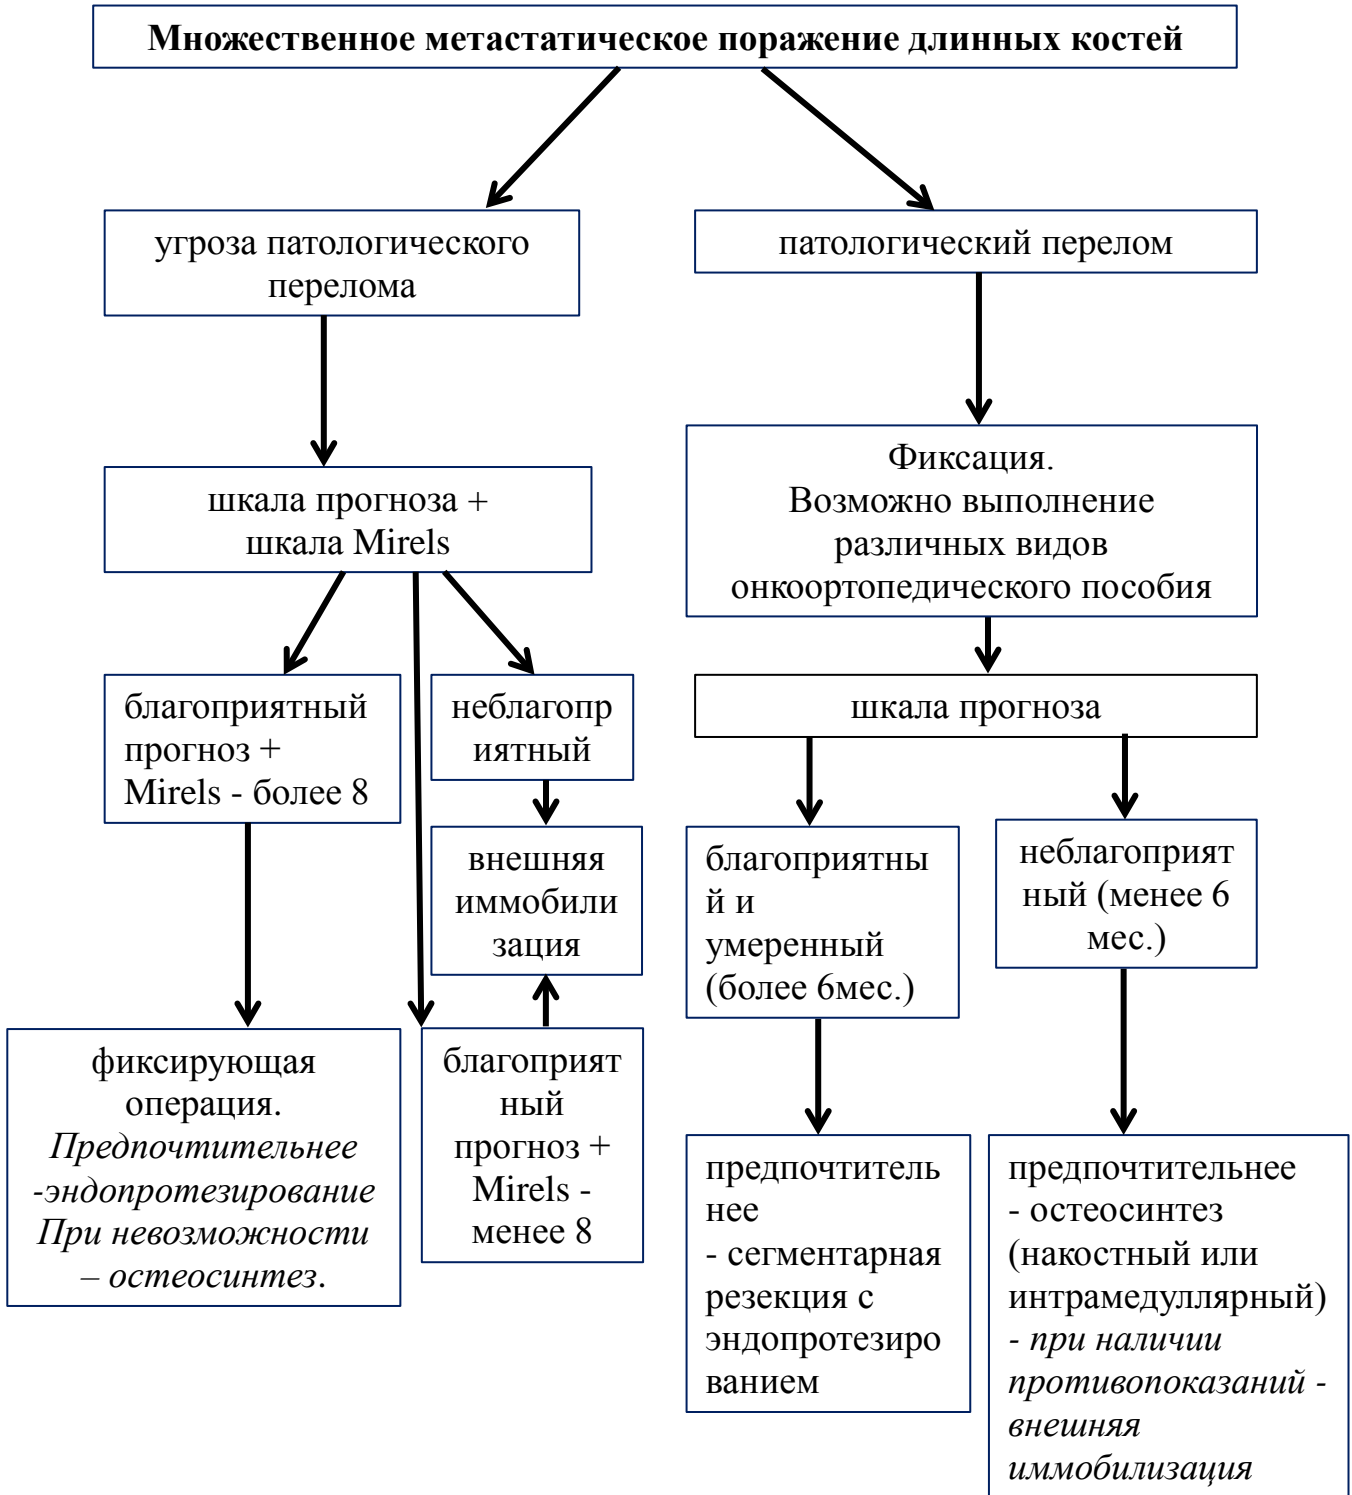 Множественное метастатическое поражение длинных костей
угроза патологического
перелома
патологический перелом
шкала прогноза +
шкала Mirels
Фиксация.
Возможно выполнение
различных видов
онкоортопедического пособия
благоприятный
прогноз +
Mirels - более 8
неблагопр
иятный
шкала прогноза
внешняя
иммобили
зация
благоприятны
й и
умеренный
(более 6мес.)
неблагоприят
ный (менее 6
мес.)
фиксирующая
операция.
Предпочтительнее
-эндопротезирование
При невозможности
– остеосинтез.
благоприят
ный
прогноз +
Mirels -
менее 8
предпочтитель
нее
- сегментарная
резекция с
эндопротезиро
ванием
предпочтительнее
- остеосинтез
(накостный или
интрамедуллярный)
- при наличии
противопоказаний -
внешняя
иммобилизация